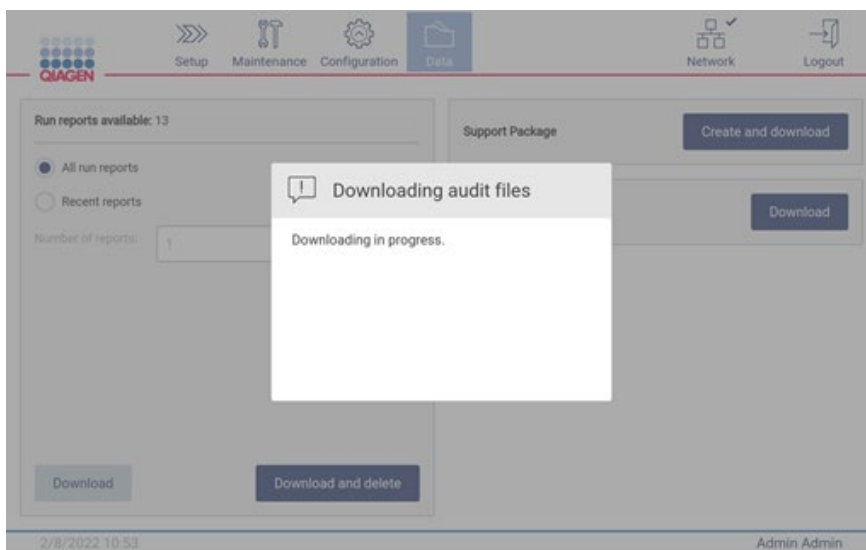 QIAGEN
Setup
Maintenance
Configuration
Data
Network
Logout
Run reports available: 13
All run reports
Recent reports
Number of reports:
1
Download
Download and delete
Support Package
Create and download
Download
Downloading audit files
Downloading in progress.
2/8/2022 10:53
Admin Admin